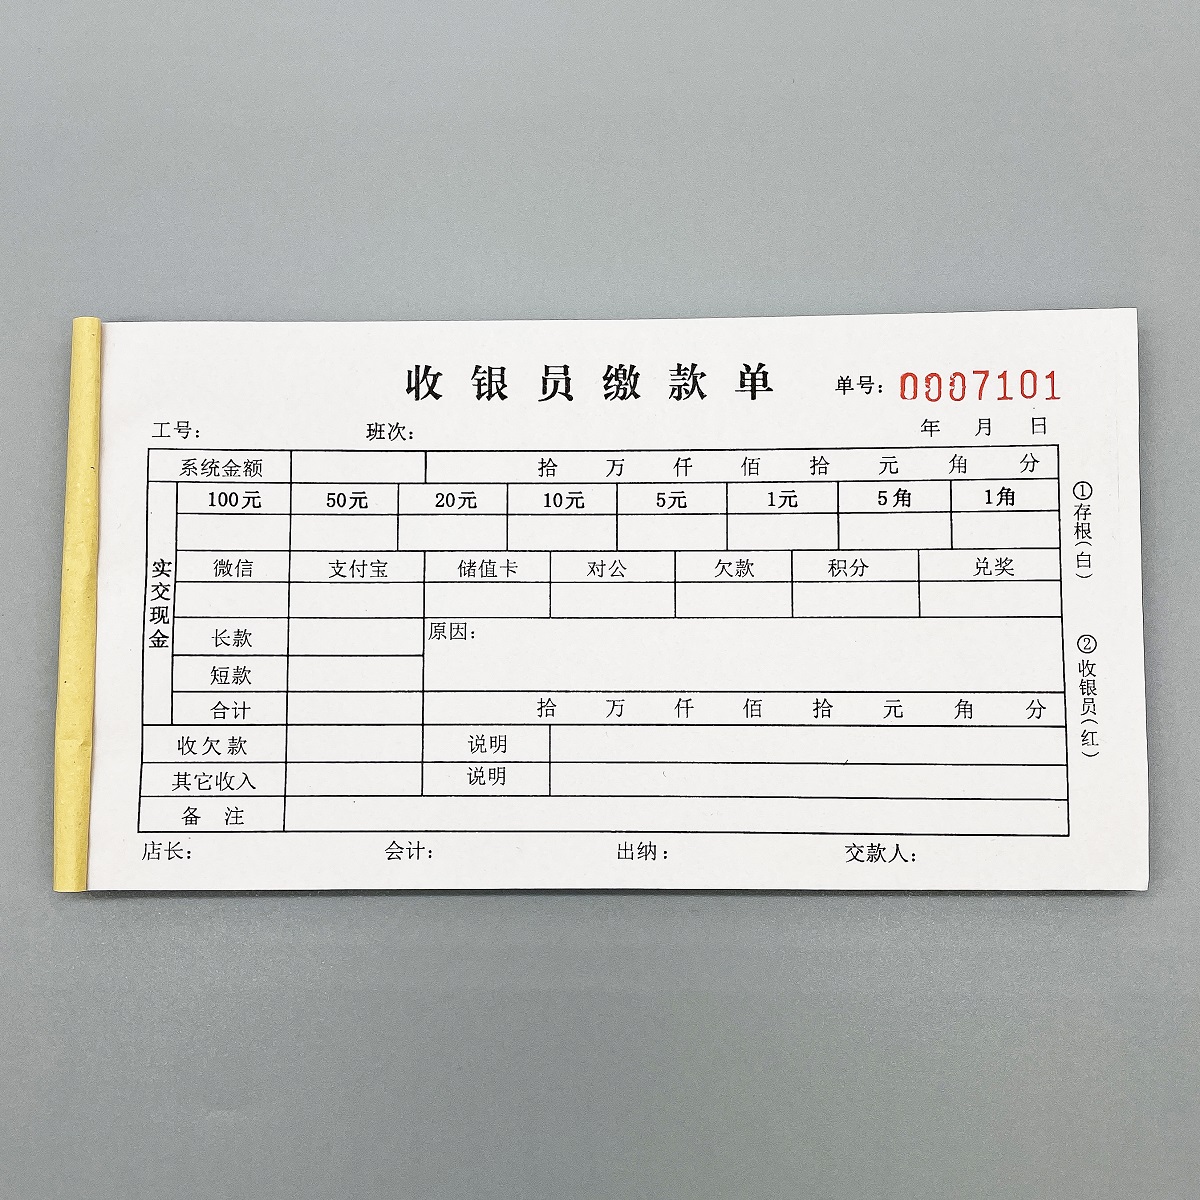 收银员缴款单 单号：0007101
工号： 班次： 年 月 日
系统金额 拾 万 仟 佰 拾 元 角 分
实交现金
100元 50元 20元 10元 5元 1元 5角 1角
微信 支付宝 储值卡 对公 欠款 积分 兑奖
长款 原因：
短款
合计 拾 万 仟 佰 拾 元 角 分
收欠款 说明
其它收入 说明
备 注
店长： 会计： 出纳： 交款人：
①存根（白）
②收银员（红）